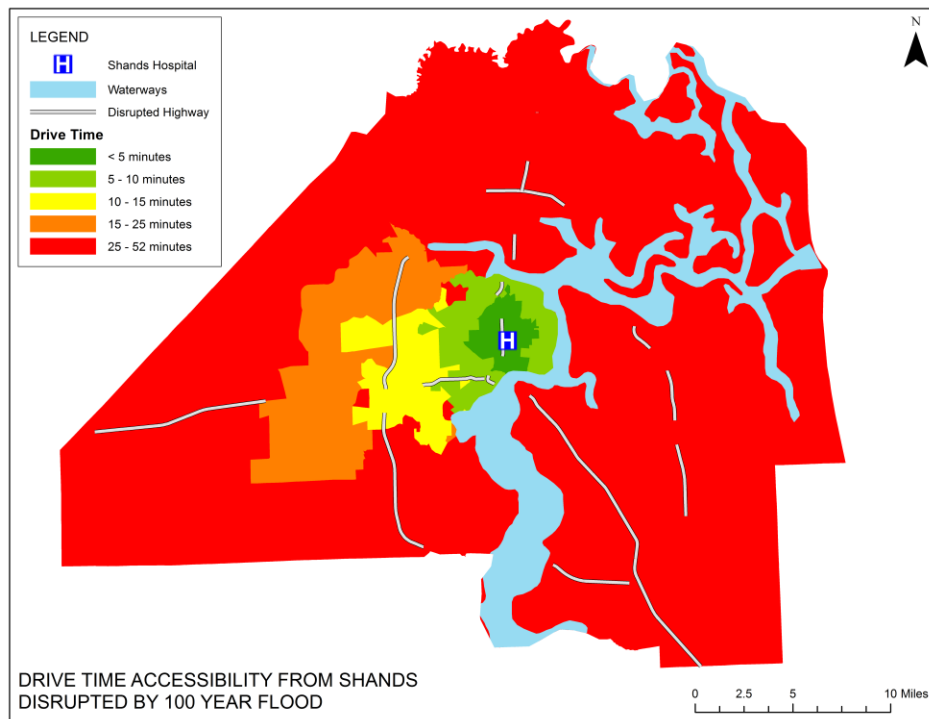 LEGEND
H
Shands Hospital
Waterways
Disrupted Highway
Drive Time
< 5 minutes
5 - 10 minutes
10 - 15 minutes
15 - 25 minutes
25 - 52 minutes
N
H
DRIVE TIME ACCESSIBILITY FROM SHANDS
DISRUPTED BY 100 YEAR FLOOD
0 2.5 5 10 Miles